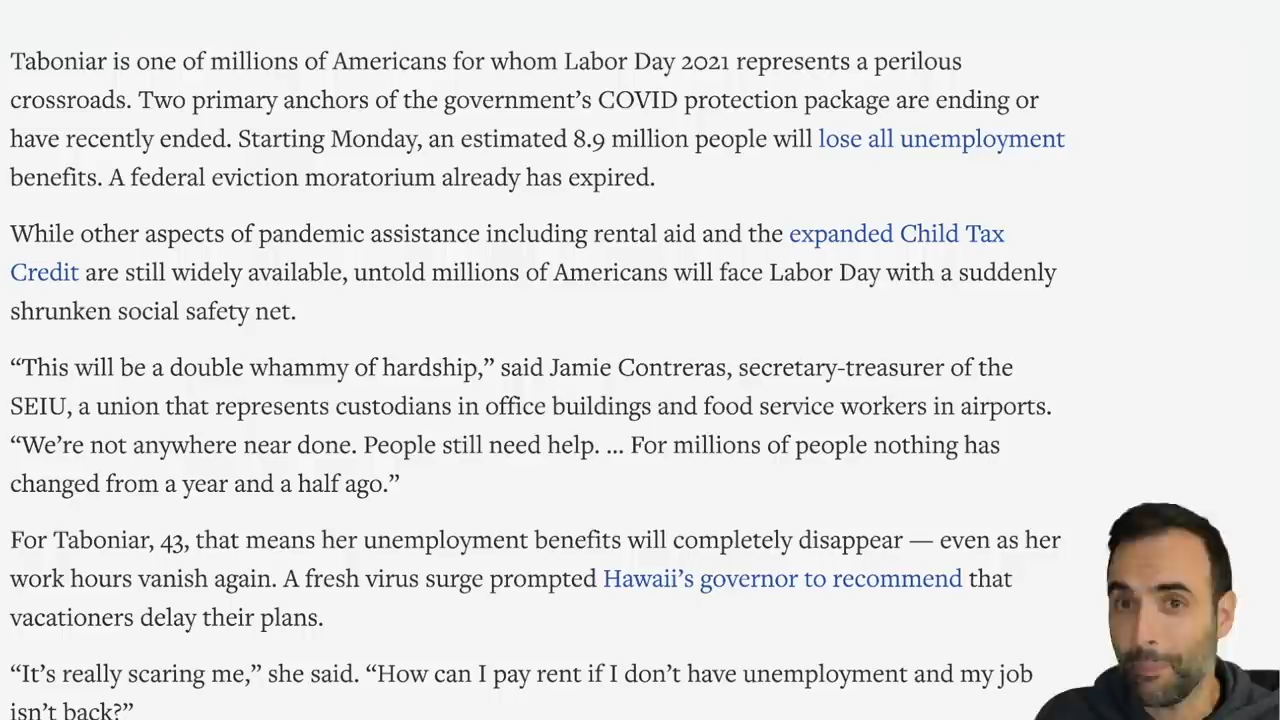 Taboniar is one of millions of Americans for whom Labor Day 2021 represents a perilous
crossroads. Two primary anchors of the government’s COVID protection package are ending or
have recently ended. Starting Monday, an estimated 8.9 million people will lose all unemployment
benefits. A federal eviction moratorium already has expired.
While other aspects of pandemic assistance including rental aid and the expanded Child Tax
Credit are still widely available, untold millions of Americans will face Labor Day with a suddenly
shrunken social safety net.
“This will be a double whammy of hardship,” said Jamie Contreras, secretary-treasurer of the
SEIU, a union that represents custodians in office buildings and food service workers in airports.
“We’re not anywhere near done. People still need help. ... For millions of people nothing has
changed from a year and a half ago.”
For Taboniar, 43, that means her unemployment benefits will completely disappear — even as her
work hours vanish again. A fresh virus surge prompted Hawaii’s governor to recommend that
vacationers delay their plans.
“It’s really scaring me,” she said. “How can I pay rent if I don’t have unemployment and my job
isn’t back?”